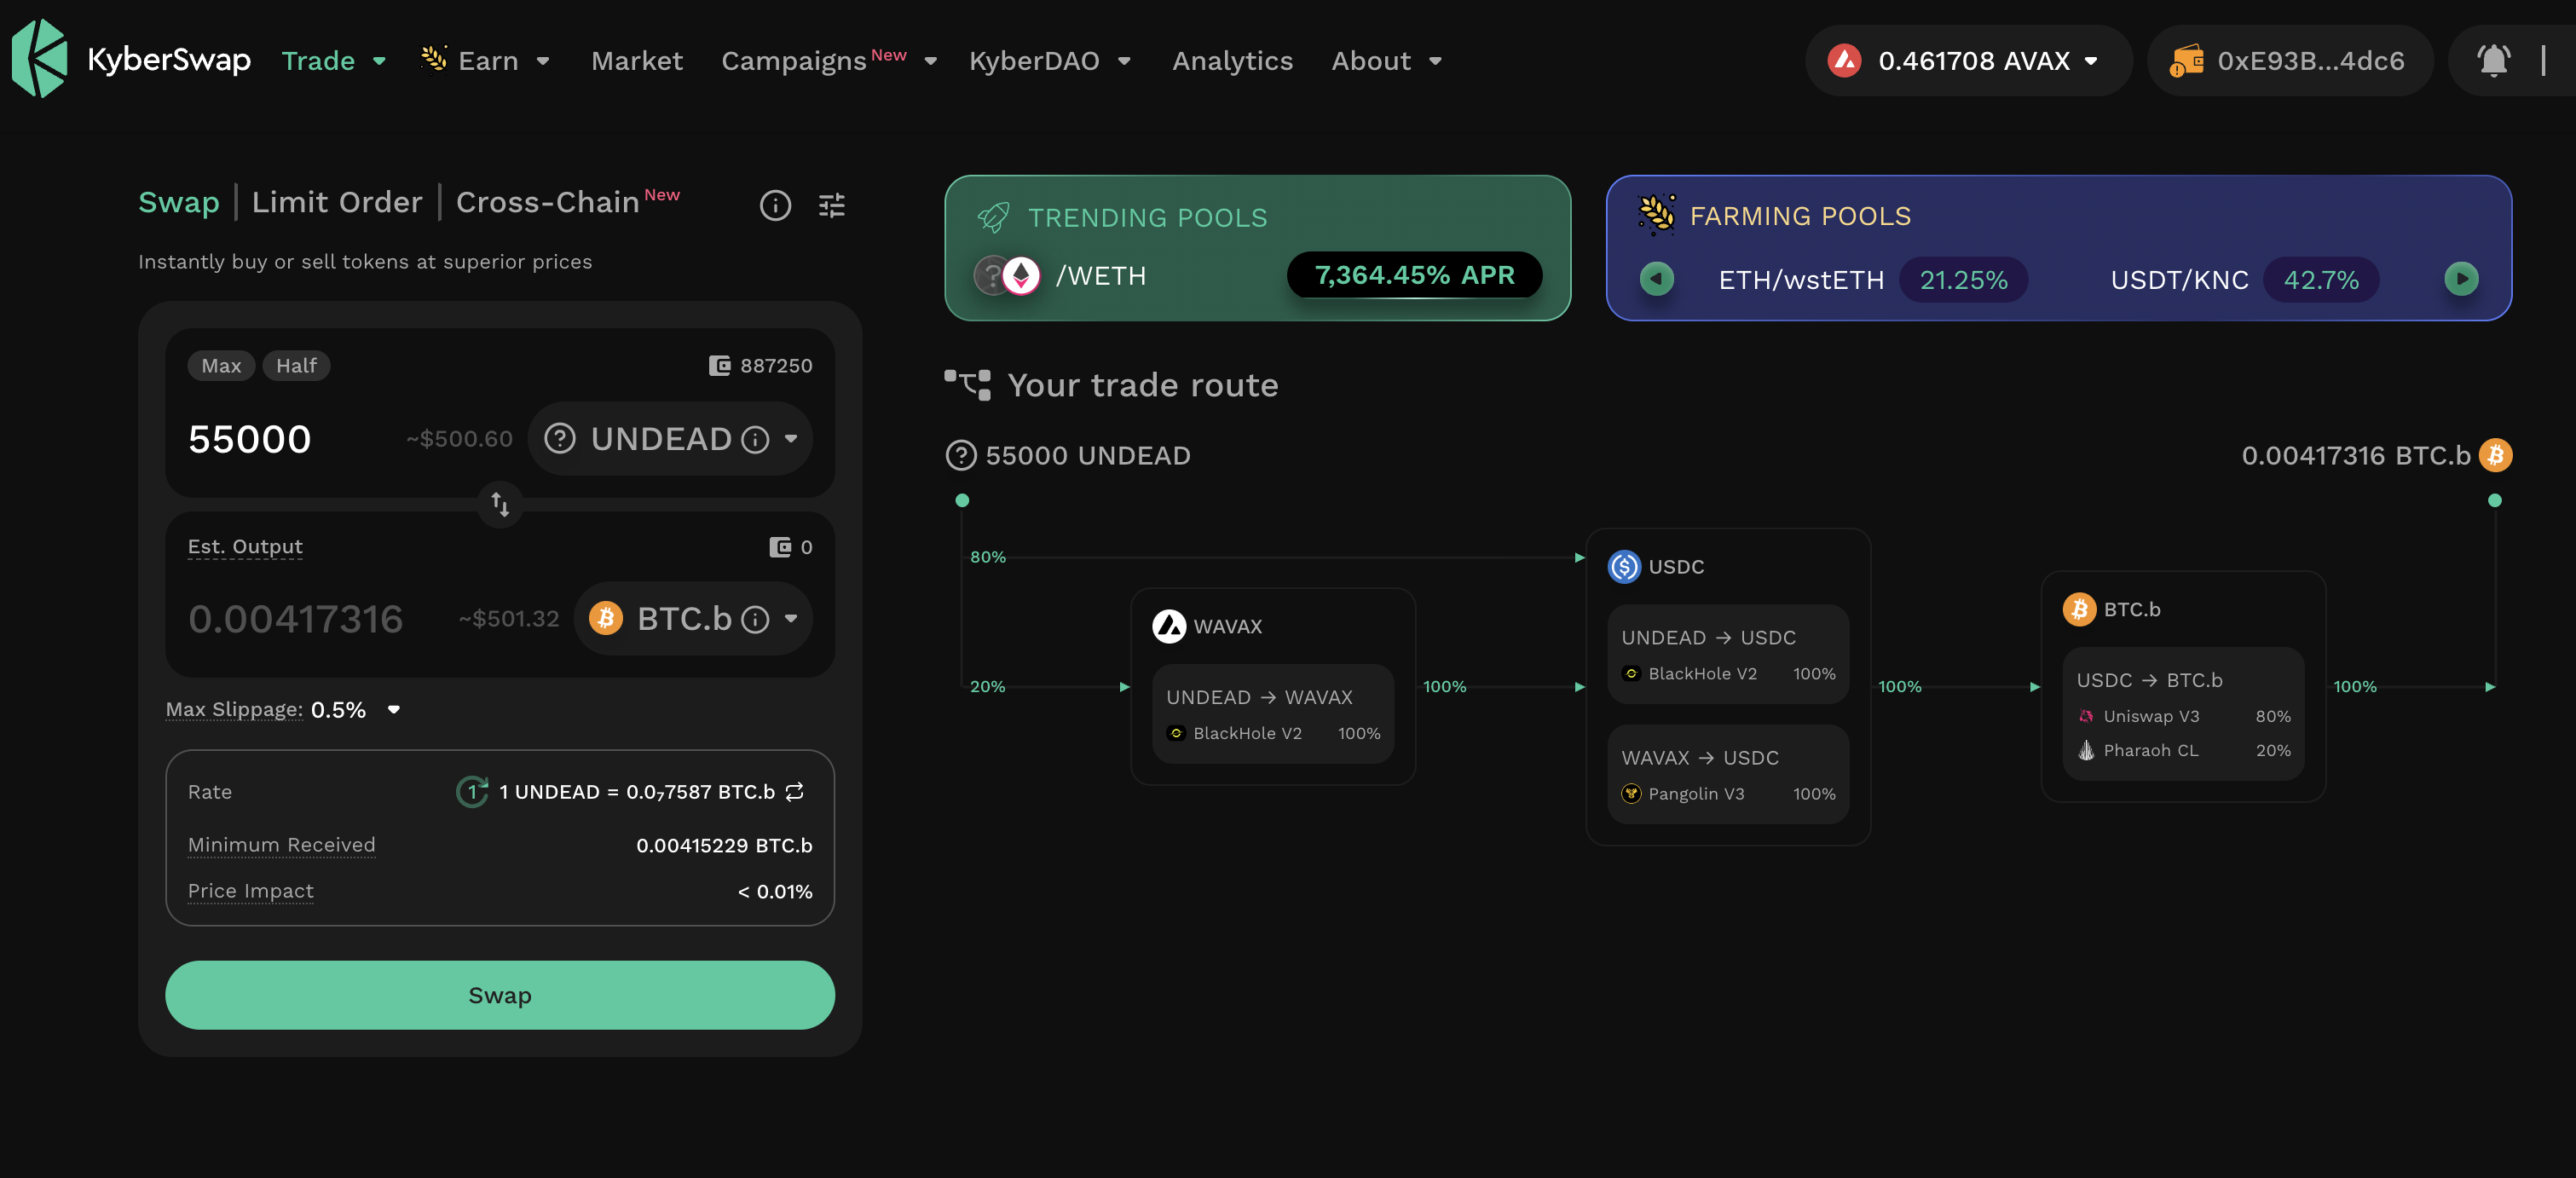 KyberSwap
Trade
Earn
Market
Campaigns New
KyberDAO
Analytics
About
0.461708 AVAX
0xE93B...4dc6
Swap | Limit Order | Cross-Chain New
Instantly buy or sell tokens at superior prices
Max Half 887250
55000 ~$500.60 UNDEAD
Est. Output 0
0.00417316 ~$501.32 BTC.b
Max Slippage: 0.5%
Rate 1 1 UNDEAD = 0.0₇7587 BTC.b
Minimum Received 0.00415229 BTC.b
Price Impact < 0.01%
Swap
TRENDING POOLS
/WETH 7,364.45% APR
FARMING POOLS
ETH/wstETH 21.25% USDT/KNC 42.7%
Your trade route
55000 UNDEAD 0.00417316 BTC.b
80%
20%
WAVAX
UNDEAD → WAVAX
BlackHole V2 100%
100%
USDC
UNDEAD → USDC
BlackHole V2 100%
WAVAX → USDC
Pangolin V3 100%
100%
BTC.b
USDC → BTC.b
Uniswap V3 80%
Pharaoh CL 20%
100%